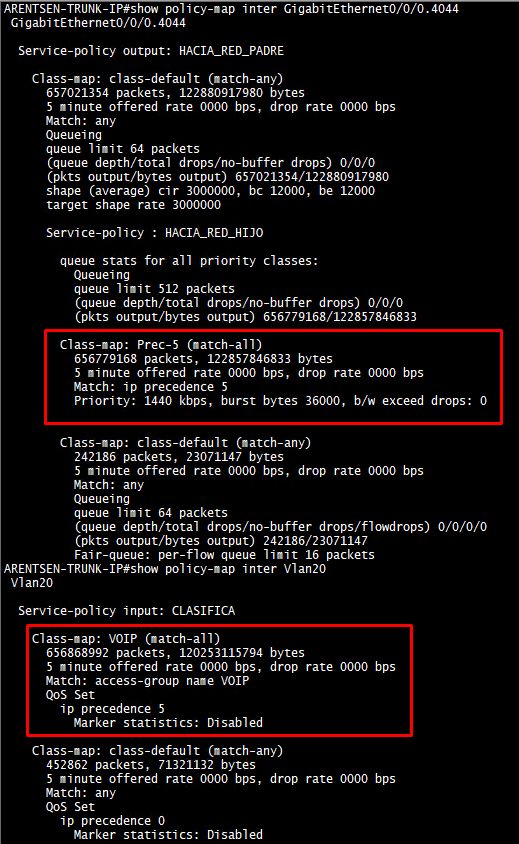 ARENTSEN-TRUNK-IP#show policy-map inter GigabitEthernet0/0/0.4044
GigabitEthernet0/0/0.4044
Service-policy output: HACIA_RED_PADRE
Class-map: class-default (match-any)
657021354 packets, 122880917980 bytes
5 minute offered rate 0000 bps, drop rate 0000 bps
Match: any
Queueing
queue limit 64 packets
(queue depth/total drops/no-buffer drops) 0/0/0
(pkts output/bytes output) 657021354/122880917980
shape (average) cir 3000000, bc 12000, be 12000
target shape rate 3000000
Service-policy : HACIA_RED_HIJO
queue stats for all priority classes:
Queueing
queue limit 512 packets
(queue depth/total drops/no-buffer drops) 0/0/0
(pkts output/bytes output) 656779168/122857846833
Class-map: Prec-5 (match-all)
656779168 packets, 122857846833 bytes
5 minute offered rate 0000 bps, drop rate 0000 bps
Match: ip precedence 5
Priority: 1440 kbps, burst bytes 36000, b/w exceed drops: 0
Class-map: class-default (match-any)
242186 packets, 23071147 bytes
5 minute offered rate 0000 bps, drop rate 0000 bps
Match: any
Queueing
queue limit 64 packets
(queue depth/total drops/no-buffer drops/flowdrops) 0/0/0/0
(pkts output/bytes output) 242186/23071147
Fair-queue: per-flow queue limit 16 packets
ARENTSEN-TRUNK-IP#show policy-map inter Vlan20
Vlan20
Service-policy input: CLASIFICA
Class-map: VOIP (match-all)
656868992 packets, 120253115794 bytes
5 minute offered rate 0000 bps, drop rate 0000 bps
Match: access-group name VOIP
QoS Set
ip precedence 5
Marker statistics: Disabled
Class-map: class-default (match-any)
452862 packets, 71321132 bytes
5 minute offered rate 0000 bps, drop rate 0000 bps
Match: any
QoS Set
ip precedence 0
Marker statistics: Disabled